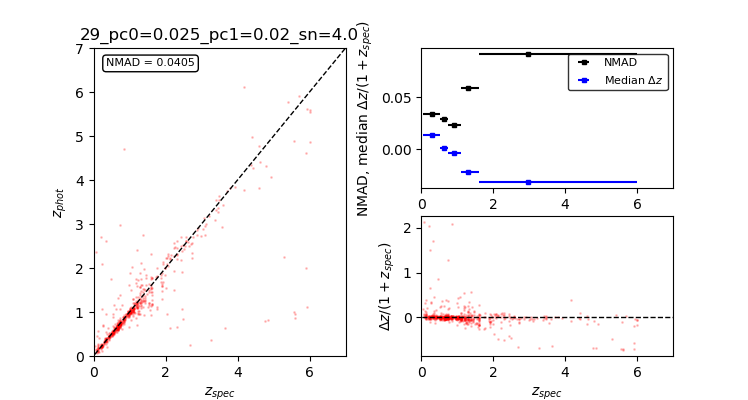 29_pc0=0.025_pc1=0.02_sn=4.0
NMAD = 0.0405
z_phot
7
6
5
4
3
2
1
0
0 2 4 6
z_spec
NMAD, median Δz/(1 + z_spec)
0.05
0.00
NMAD
Median Δz
0 2 4 6
Δz/(1 + z_spec)
2
1
0
0 2 4 6
z_spec